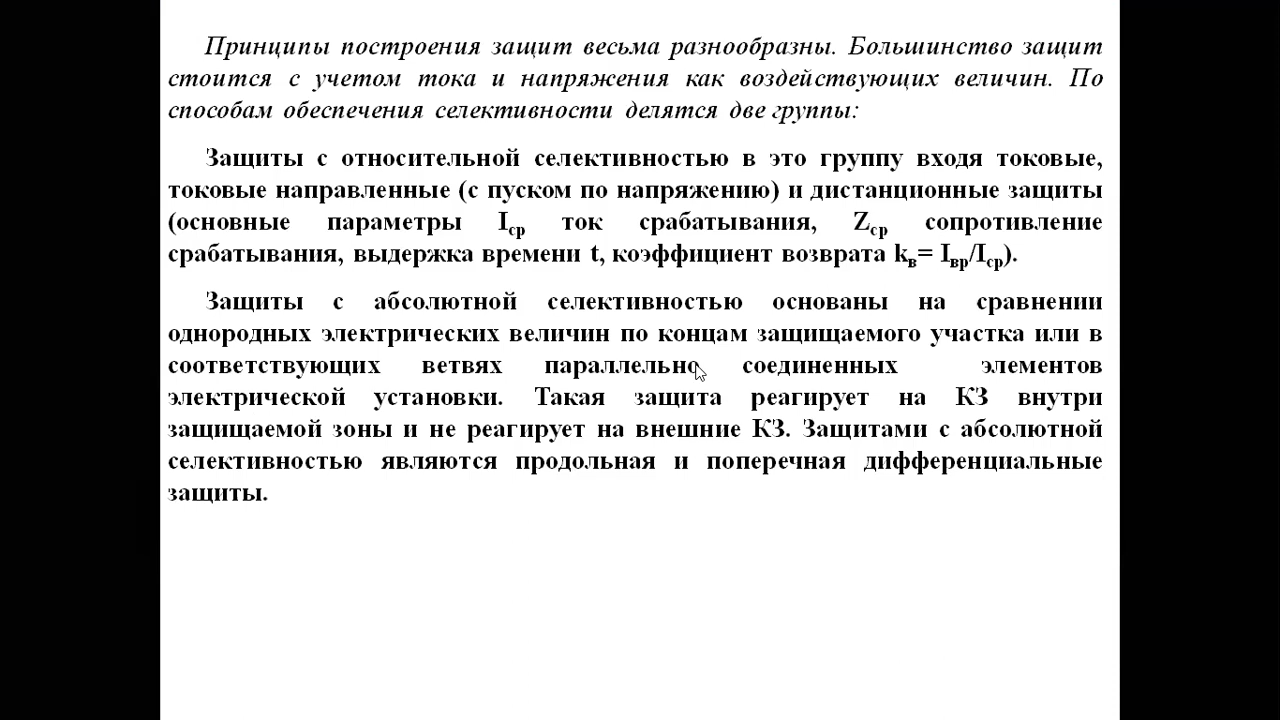 Принципы построения защит весьма разнообразны. Большинство защит
стоится с учетом тока и напряжения как воздействующих величин. По
способам обеспечения селективности делятся две группы:
Защиты с относительной селективностью в это группу входя токовые,
токовые направленные (с пуском по напряжению) и дистанционные защиты
(основные параметры Iср ток срабатывания, Zср сопротивление
срабатывания, выдержка времени t, коэффициент возврата kв= Iвр/Iср).
Защиты с абсолютной селективностью основаны на сравнении
однородных электрических величин по концам защищаемого участка или в
соответствующих ветвях параллельно соединенных элементов
электрической установки. Такая защита реагирует на КЗ внутри
защищаемой зоны и не реагирует на внешние КЗ. Защитами с абсолютной
селективностью являются продольная и поперечная дифференциальные
защиты.